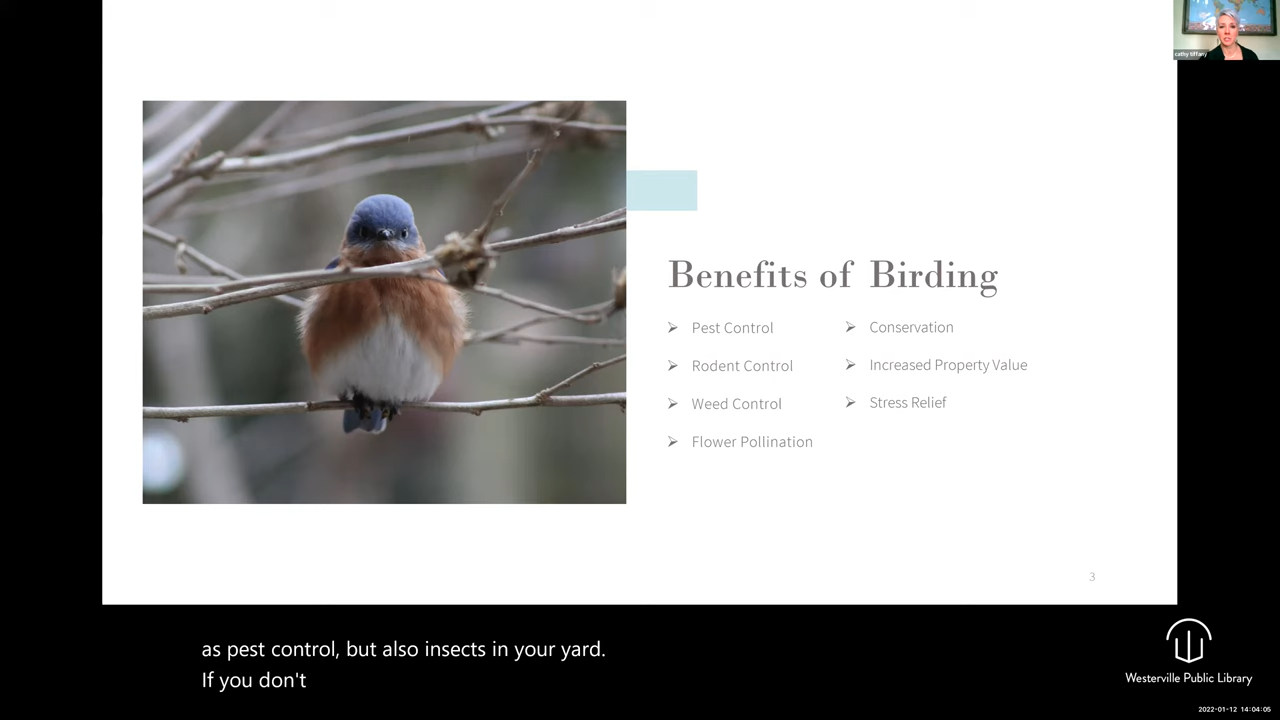 cathy tiffany
Benefits of Birding
Pest Control
Rodent Control
Weed Control
Flower Pollination
Conservation
Increased Property Value
Stress Relief
3
as pest control, but also insects in your yard.
If you don't
Westerville Public Library
2022-01-12 14:04:05